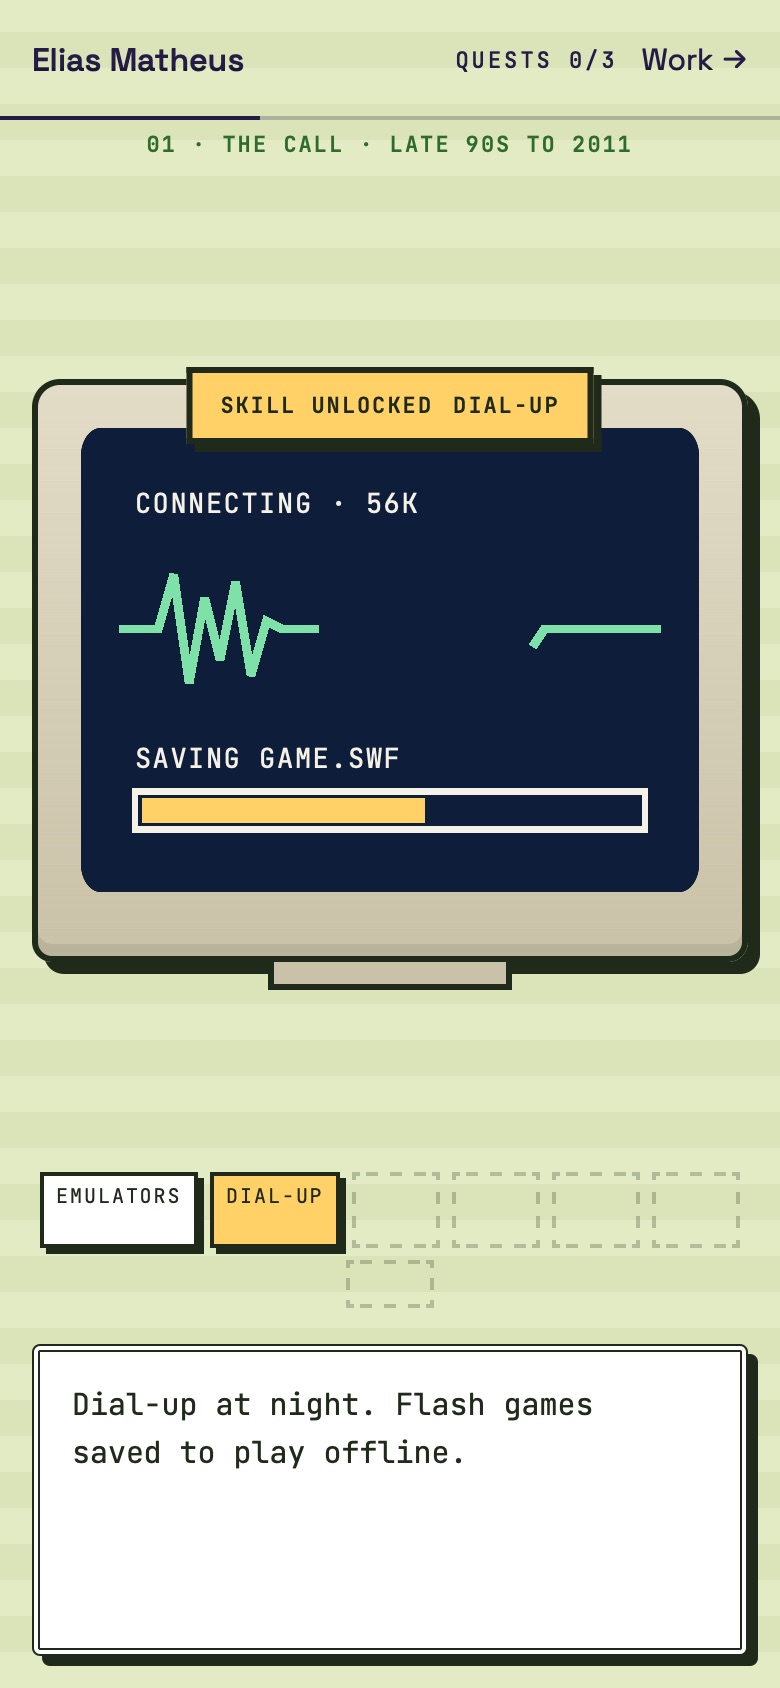 Elias Matheus
QUESTS 0/3
Work →
01 · THE CALL · LATE 90S TO 2011
SKILL UNLOCKED DIAL-UP
CONNECTING · 56K
SAVING GAME.SWF
EMULATORS
DIAL-UP
Dial-up at night. Flash games
saved to play offline.